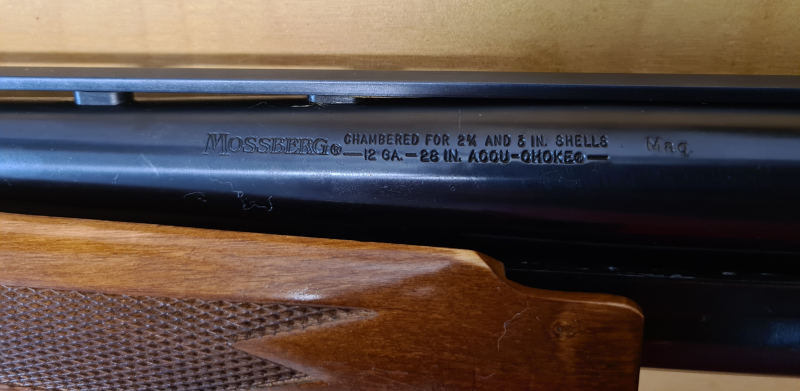 MOSSBERG® CHAMBERED FOR 2¾ AND 3 IN. SHELLS Mag.
—12 GA.—28 IN. ACCU-CHOKE®—